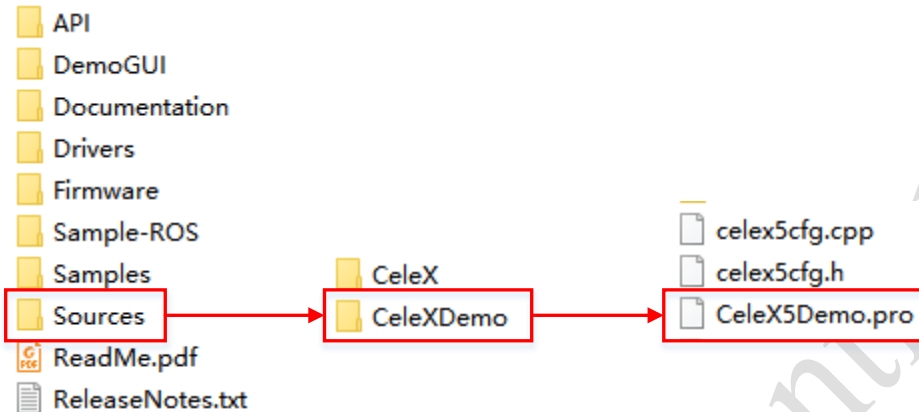 API
DemoGUI
Documentation
Drivers
Firmware
Sample-ROS
Samples
Sources
ReadMe.pdf
ReleaseNotes.txt
CeleX
CeleXDemo
celex5cfg.cpp
celex5cfg.h
CeleX5Demo.pro